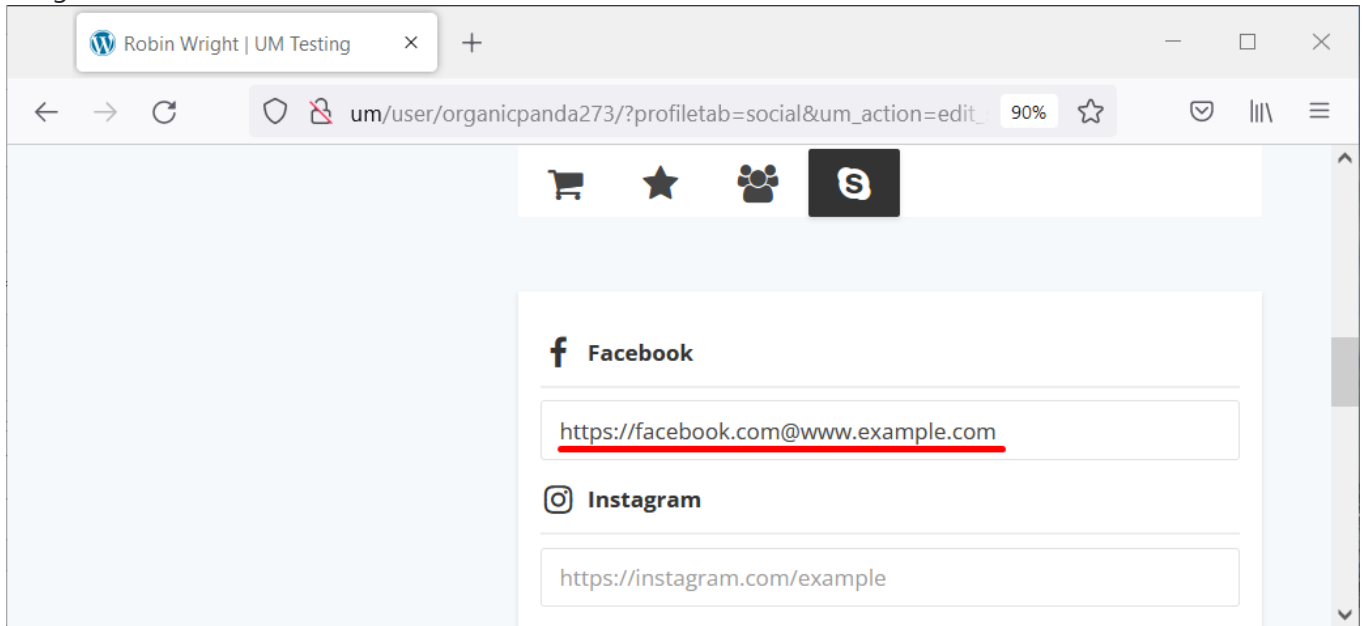 Robin Wright | UM Testing
um/user/organicpanda273/?profiletab=social&um_action=edit_ 90%
Facebook
https://facebook.com@www.example.com
Instagram
https://instagram.com/example